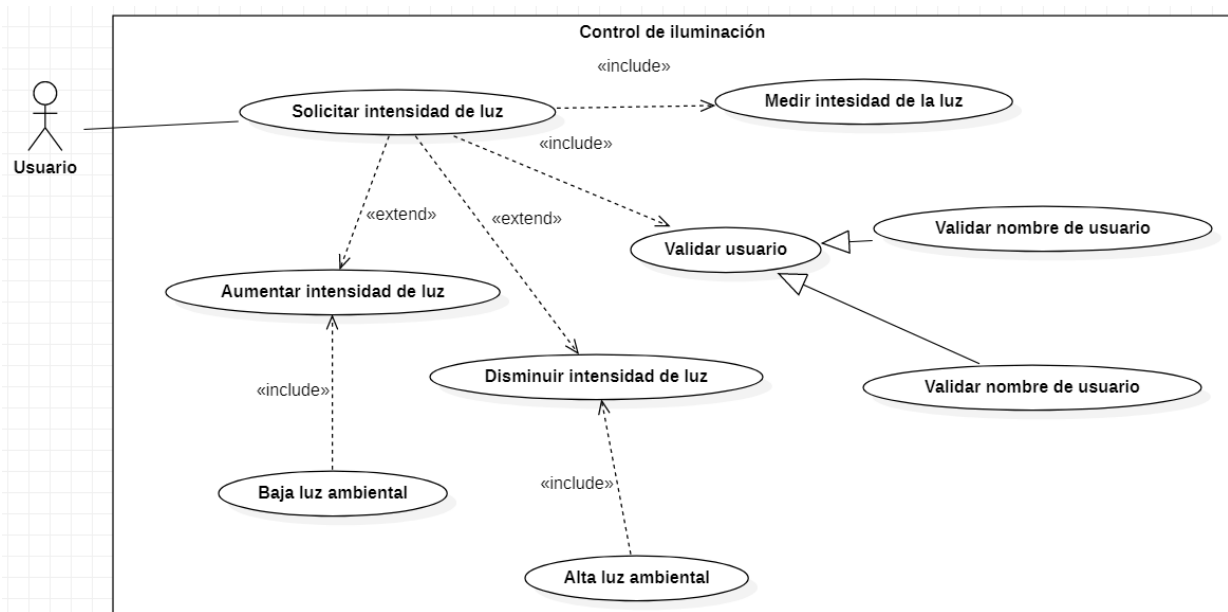 Control de iluminación
«include»
Solicitar intensidad de luz
Medir intesidad de la luz
«include»
Usuario
«extend»
«extend»
Validar nombre de usuario
Validar usuario
Aumentar intensidad de luz
Disminuir intensidad de luz
Validar nombre de usuario
«include»
Baja luz ambiental
«include»
Alta luz ambiental